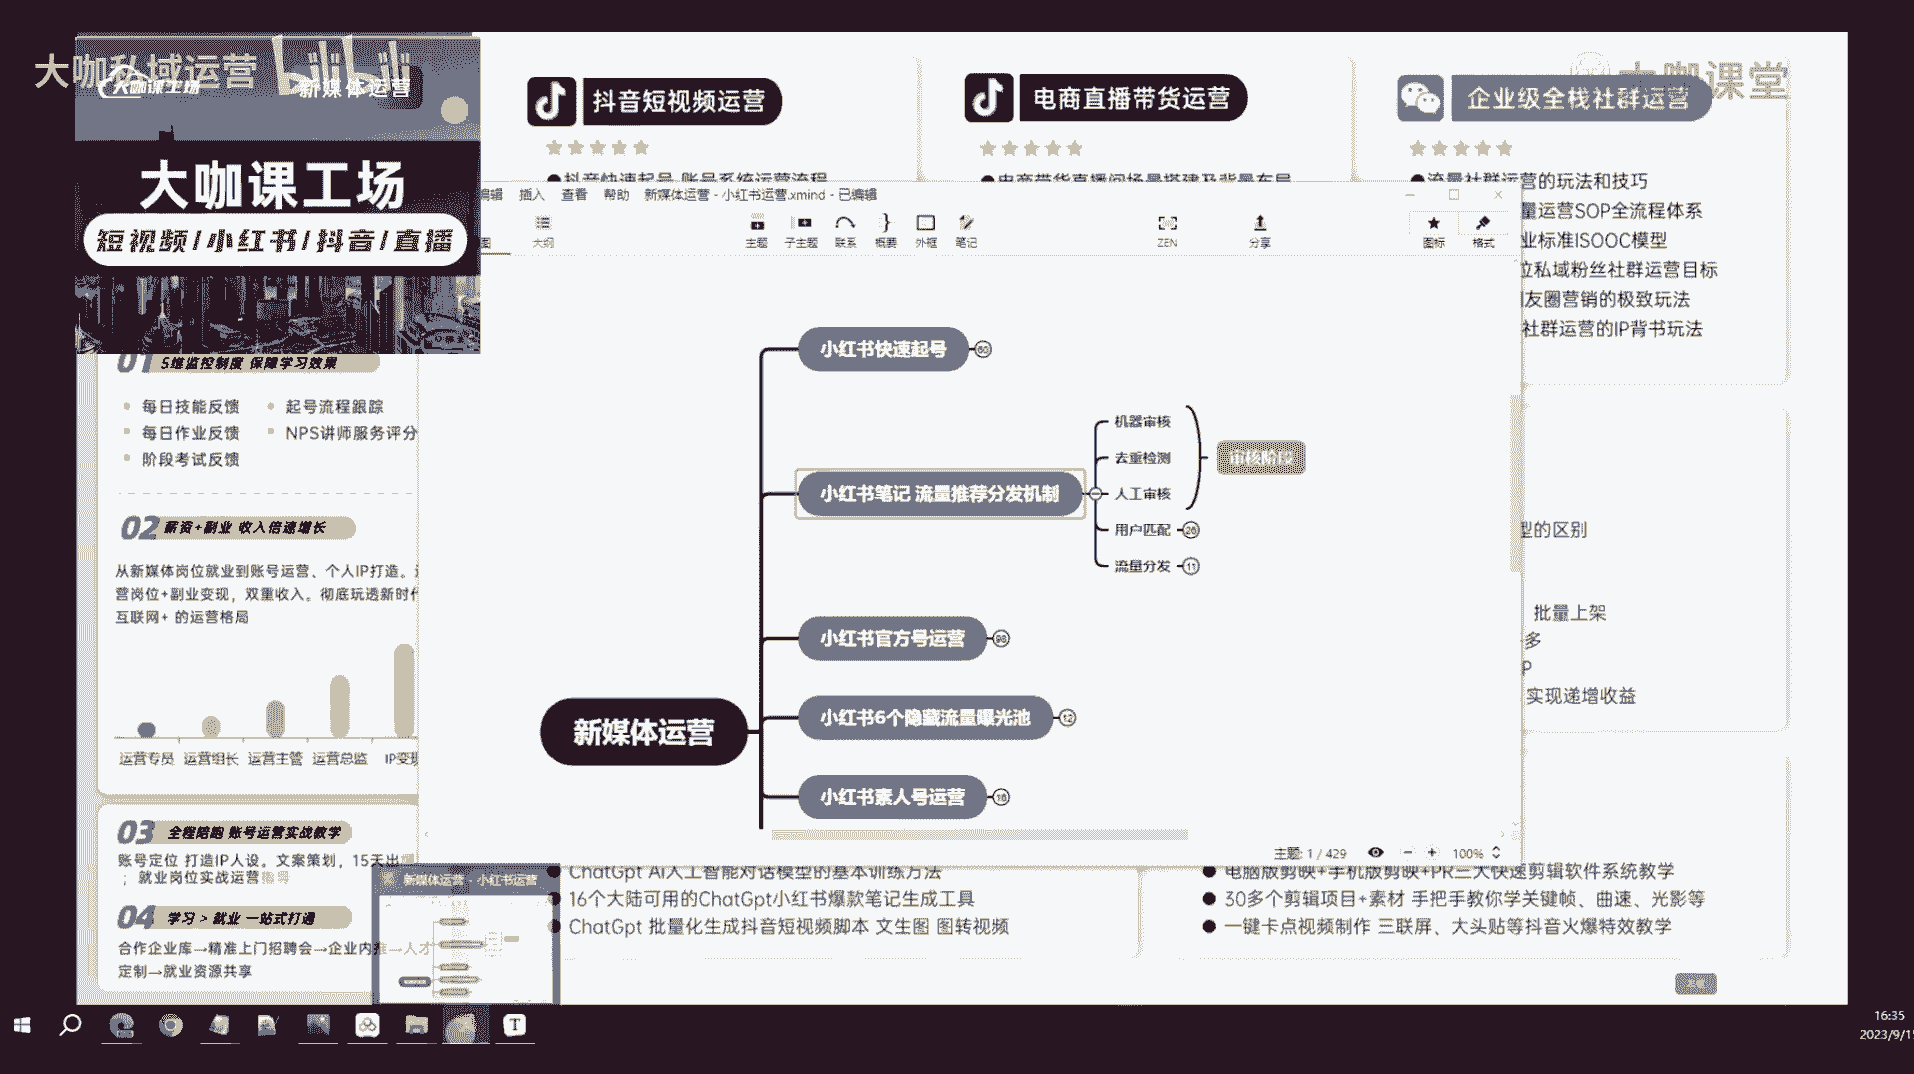 大咖私域运营
bilibili
大咖课工场
新媒体运营
大咖课工场
短视频/小红书/抖音/直播
抖音短视频运营
电商直播带货运营
企业级全栈社群运营
大咖课堂
抖音快速起号 账号系统运营流程
电商带货直播间场景搭建及背景布局
流量社群运营的玩法和技巧
量运营SOP全流程体系
业标准ISOOC模型
位私域粉丝社群运营目标
友圈营销的极致玩法
社群运营的IP背书玩法
编辑 插入 查看 帮助 新媒体运营 - 小红书运营.xmind - 已编辑
图 大纲 主题 子主题 联系 概要 外框 笔记 ZEN 分享 图标 格式
小红书快速起号 60
小红书笔记 流量推荐分发机制
机器审核
去重检测
人工审核
审核阶段
用户匹配 26
流量分发 11
小红书官方号运营 93
小红书6个隐藏流量曝光池 12
新媒体运营
小红书素人号运营 16
主题: 1 / 429 100%
01 5维监控制度 保障学习效果
每日技能反馈 起号流程跟踪
每日作业反馈 NPS讲师服务评分
阶段考试反馈
02 薪资+副业 收入倍速增长
从新媒体岗位就业到账号运营、个人IP打造。
营岗位+副业变现，双重收入。彻底玩透新时代
互联网+ 的运营格局
运营专员 运营组长 运营主管 运营总监 IP变现
03 全程陪跑 账号运营实战教学
账号定位 打造IP人设。文案策划，15天出爆
；就业岗位实战运营指导
04 学习 > 就业 一站式打通
合作企业库→精准上门招聘会→企业内推→人才
定制→就业资源共享
新媒体运营 - 小红书运营
型的区别
批量上架
多
P
实现递增收益
ChatGpt AI人工智能对话模型的基本训练方法
16个大陆可用的ChatGpt小红书爆款笔记生成工具
ChatGpt 批量化生成抖音短视频脚本 文生图 图转视频
电脑版剪映+手机版剪映+PR三大快速剪辑软件系统教学
30多个剪辑项目+素材 手把手教你学关键帧、曲速、光影等
一键卡点视频制作 三联屏、大头贴等抖音火爆特效教学
T
16:35
2023/9/1